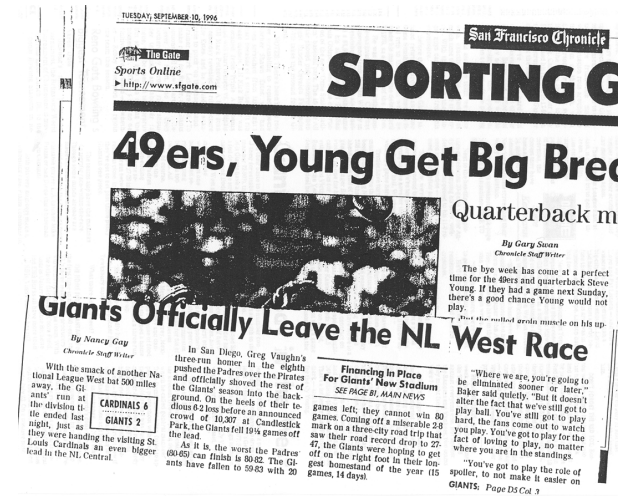 TUESDAY, SEPTEMBER 10, 1996
San Francisco Chronicle
The Gate
Sports Online
► http://www.sfgate.com
SPORTING G
49ers, Young Get Big Brea
Quarterback m
By Gary Swan
Chronicle Staff Writer
The bye week has come at a perfect
time for the 49ers and quarterback Steve
Young. If they had a game next Sunday,
there's a good chance Young would not
play.
But the pulled groin muscle on his up-
Giants Officially Leave the NL West Race
By Nancy Gay
Chronicle Staff Writer
With the smack of another Na-
tional League West bat 500 miles
away, the Gi-
ants' run at
the division ti-
tle ended last
night, just as
they were handing the visiting St.
Louis Cardinals an even bigger
lead in the NL Central.
CARDINALS 6
GIANTS 2
In San Diego, Greg Vaughn's
three-run homer in the eighth
pushed the Padres over the Pirates
and officially shoved the rest of
the Giants' season into the back-
ground. On the heels of their te-
dious 6-2 loss before an announced
crowd of 10,307 at Candlestick
Park, the Giants fell 19½ games off
the lead.
As it is, the worst the Padres
(80-65) can finish is 80-82. The Gi-
ants have fallen to 59-83 with 20
Financing in Place
For Giants' New Stadium
SEE PAGE B1, MAIN NEWS
games left; they cannot win 80
games. Coming off a miserable 2-8
mark on a three-city road trip that
saw their road record drop to 27-
47, the Giants were hoping to get
off on the right foot in their lon-
gest homestand of the year (15
games, 14 days).
"Where we are, you're going to
be eliminated sooner or later,"
Baker said quietly. "But it doesn't
alter the fact that we've still got to
play ball. You've still got to play
hard, the fans come out to watch
you play. You've got to play for the
fact of loving to play, no matter
where you are in the standings.
"You've got to play the role of
spoiler, to not make it easier on
GIANTS: Page D5 Col. 3